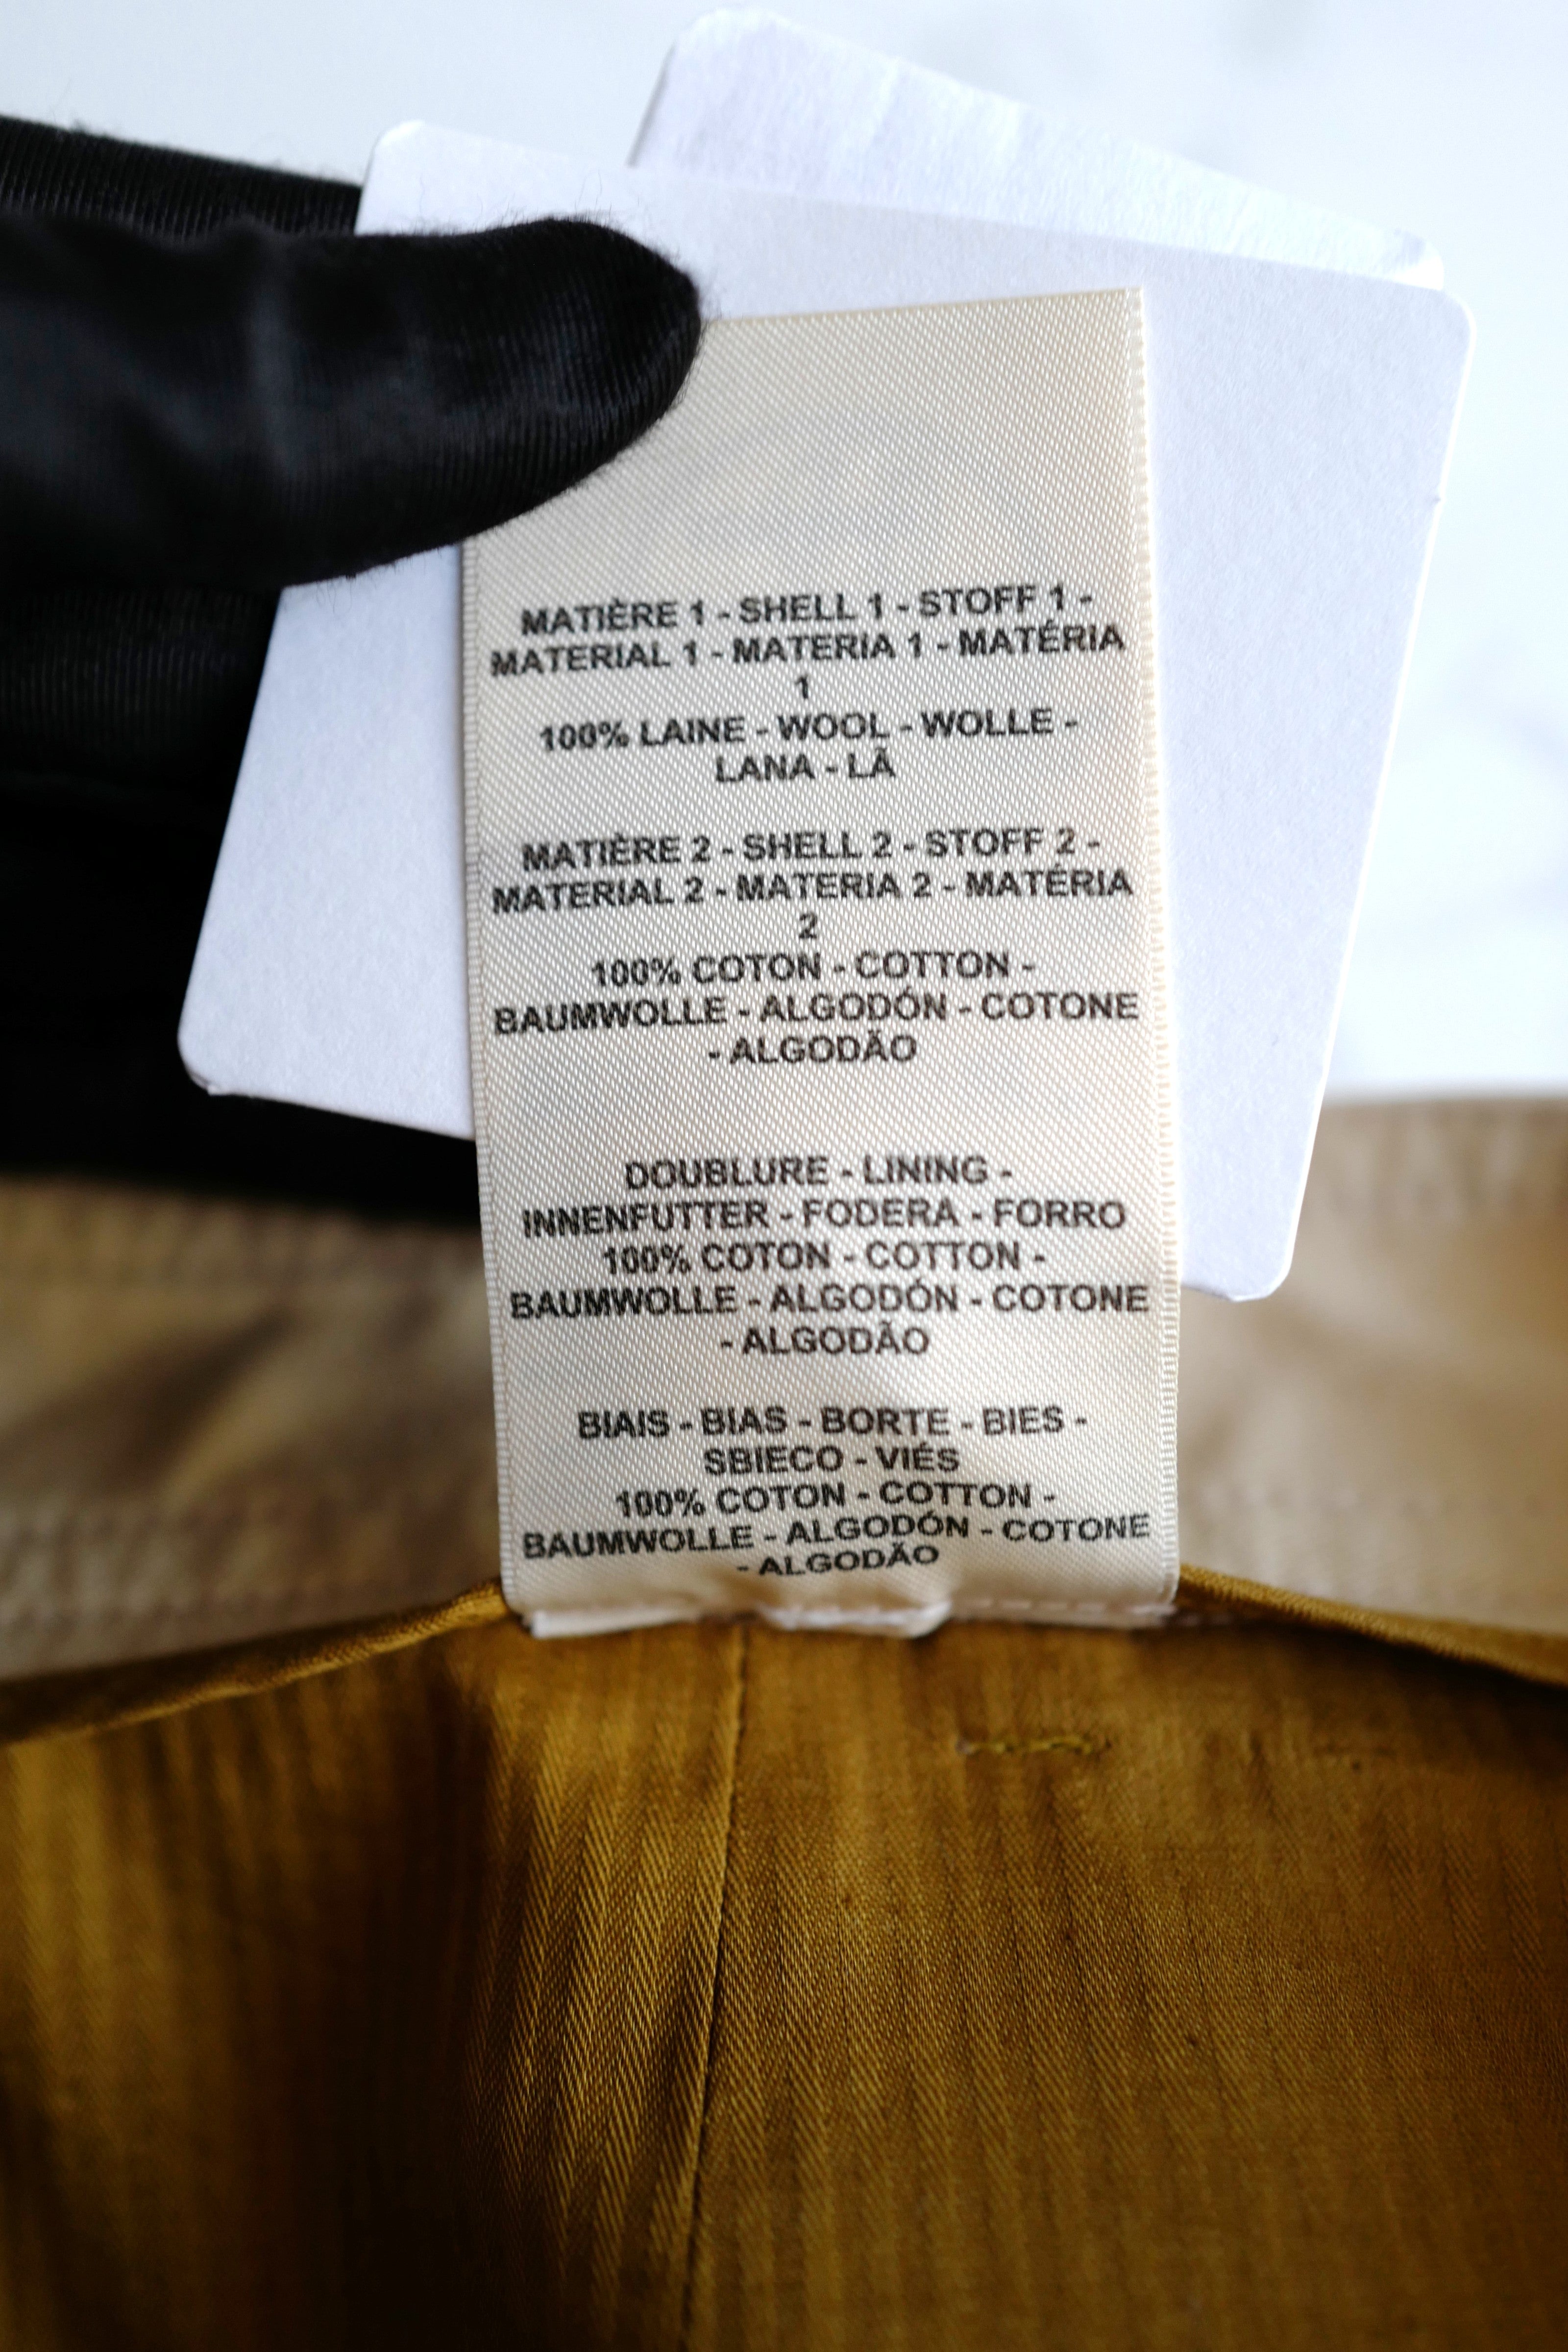 MATIÈRE 1 - SHELL 1 - STOFF 1 -
MATERIAL 1 - MATERIA 1 - MATÉRIA
1
100% LAINE - WOOL - WOLLE -
LANA - LÃ
MATIÈRE 2 - SHELL 2 - STOFF 2 -
MATERIAL 2 - MATERIA 2 - MATÉRIA
2
100% COTON - COTTON -
BAUMWOLLE - ALGODÓN - COTONE
- ALGODÃO
DOUBLURE - LINING -
INNENFUTTER - FODERA - FORRO
100% COTON - COTTON -
BAUMWOLLE - ALGODÓN - COTONE
- ALGODÃO
BIAIS - BIAS - BORTE - BIES -
SBIECO - VIÉS
100% COTON - COTTON -
BAUMWOLLE - ALGODÓN - COTONE
- ALGODÃO